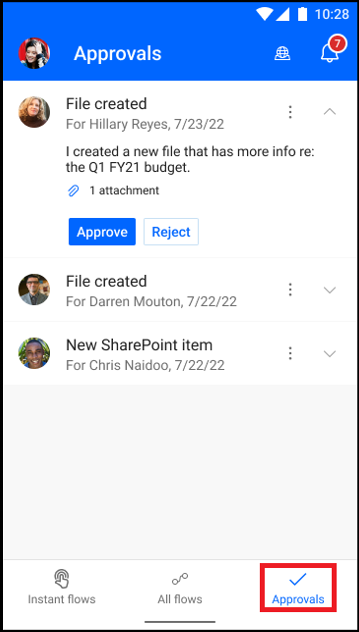 10:28
Approvals
7
File created
For Hillary Reyes, 7/23/22
I created a new file that has more info re:
the Q1 FY21 budget.
1 attachment
Approve Reject
File created
For Darren Mouton, 7/22/22
New SharePoint item
For Chris Naidoo, 7/22/22
Instant flows All flows Approvals